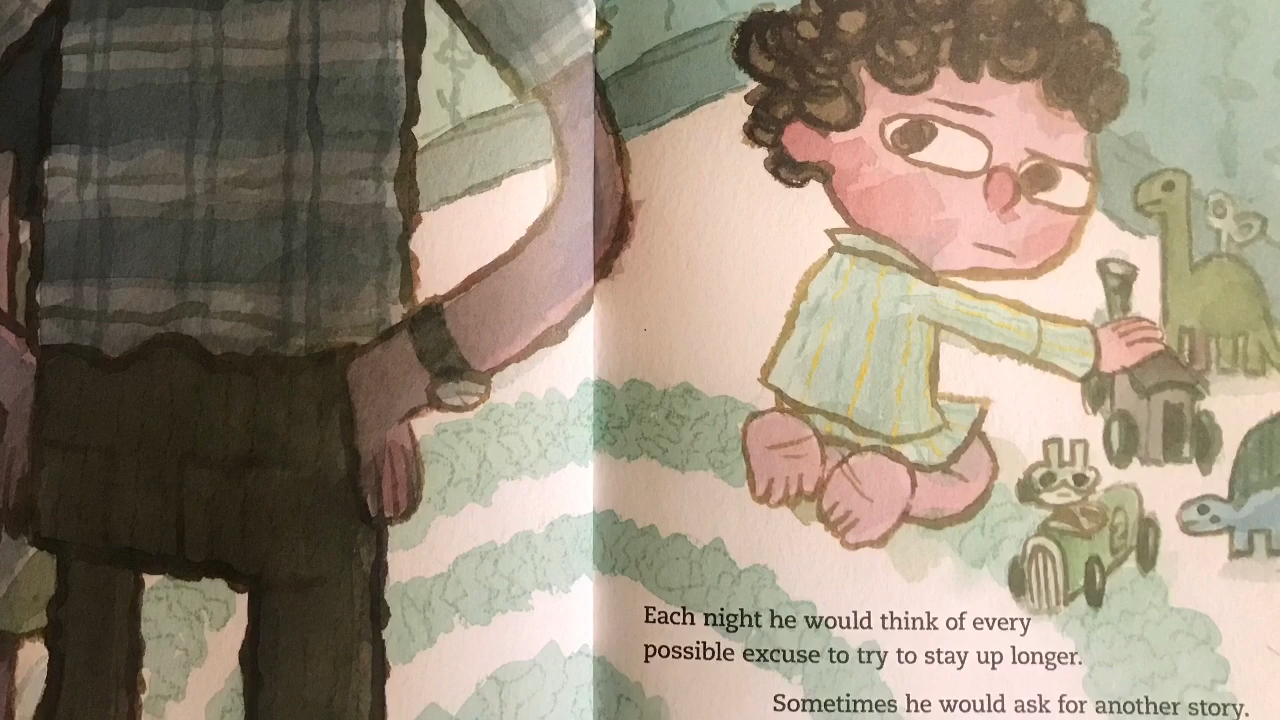 Each night he would think of every
possible excuse to try to stay up longer.
Sometimes he would ask for another story.